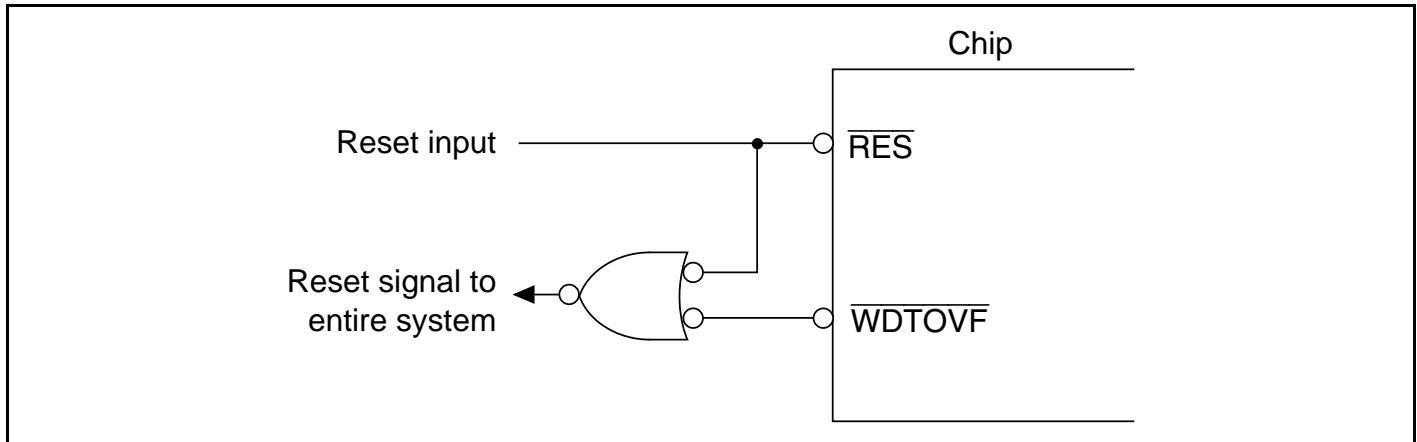 Chip
Reset input
RES
Reset signal to
entire system
WDTOVF